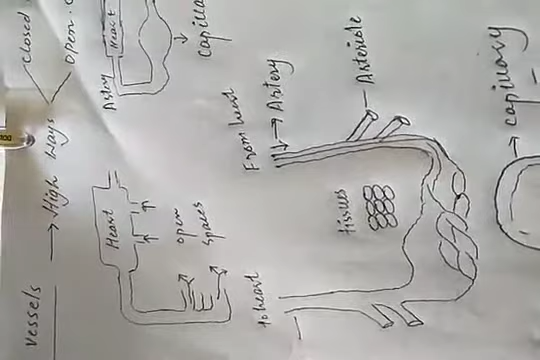 vessels → High ways
closed
open
Heart
open
spaces
Artery
Heart
Capilla
to heart
From heart
→ Artery
tissues
Arteriole
capillary